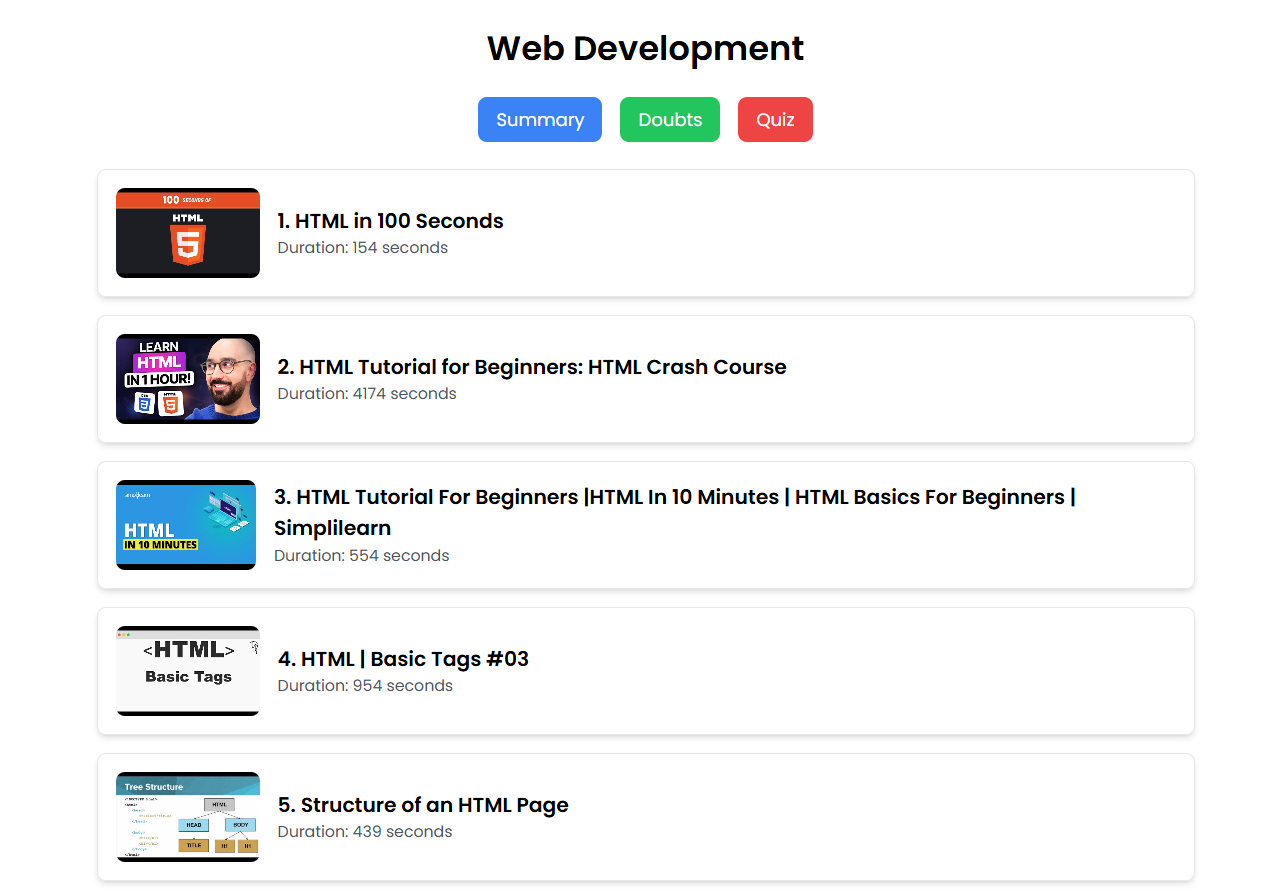 Web Development
Summary
Doubts
Quiz
100 SECONDS OF
HTML
5
1. HTML in 100 Seconds
Duration: 154 seconds
LEARN
HTML
IN 1 HOUR!
2. HTML Tutorial for Beginners: HTML Crash Course
Duration: 4174 seconds
simplilearn
HTML
IN 10 MINUTES
3. HTML Tutorial For Beginners |HTML In 10 Minutes | HTML Basics For Beginners |
Simplilearn
Duration: 554 seconds
<HTML>
Basic Tags
4. HTML | Basic Tags #03
Duration: 954 seconds
Tree Structure
HTML
HEAD
BODY
TITLE
H1
H1
5. Structure of an HTML Page
Duration: 439 seconds